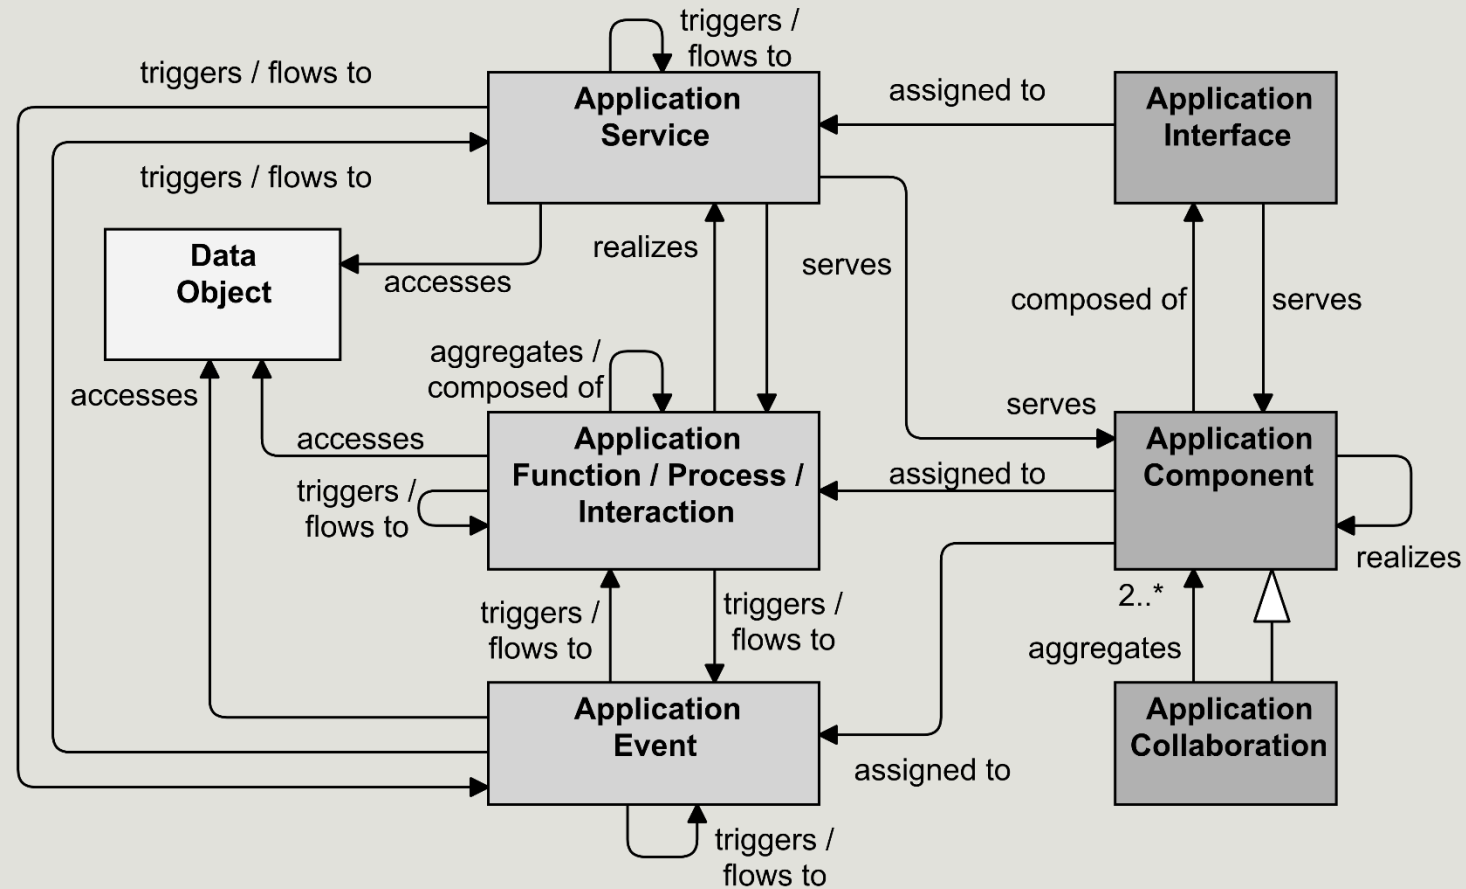 triggers /
flows to
triggers / flows to
Application
Service
assigned to
Application
Interface
triggers / flows to
Data
Object
accesses
realizes
serves
composed of
serves
aggregates /
composed of
accesses
serves
accesses
Application
Function / Process /
Interaction
Application
Component
triggers /
flows to
assigned to
realizes
triggers /
flows to
triggers /
flows to
2..*
aggregates
Application
Event
Application
Collaboration
assigned to
triggers /
flows to